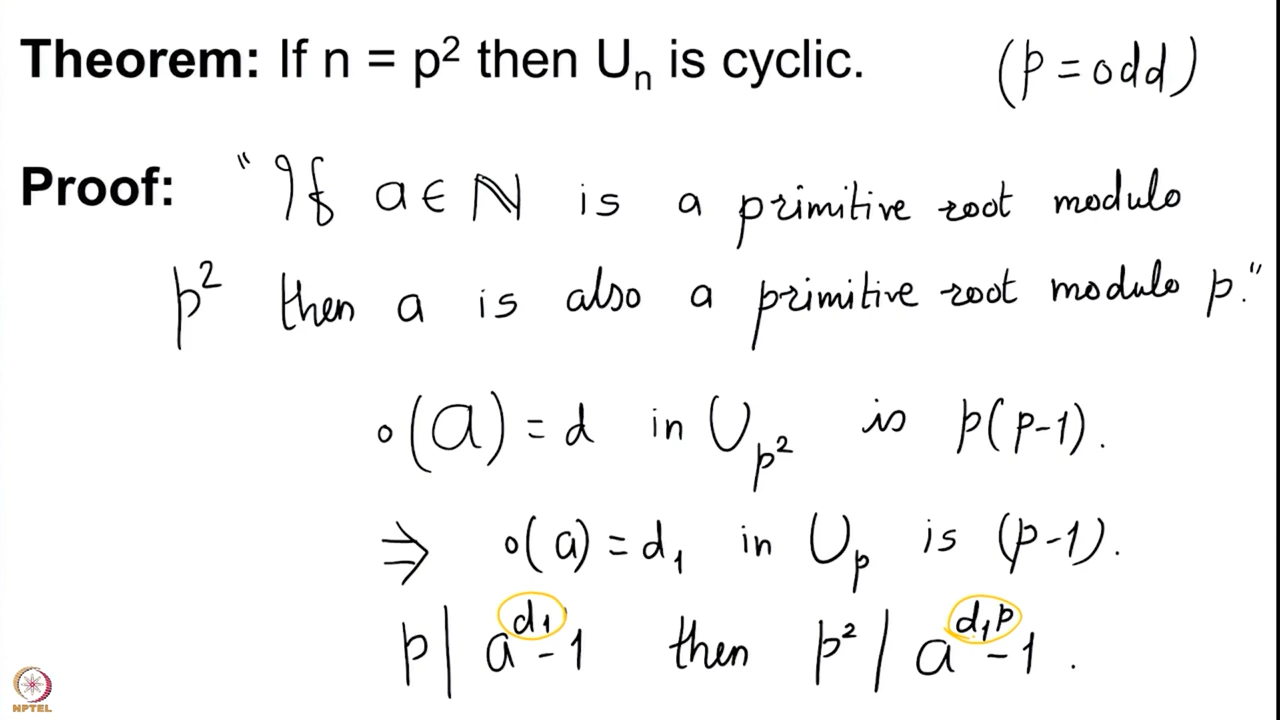 Theorem: If n = p² then Uₙ is cyclic. (p = odd)
Proof: "If a ∈ ℕ is a primitive root modulo
p² then a is also a primitive root modulo p."
o(a) = d in U_{p²} is p(p-1).
⇒ o(a) = d₁ in U_p is (p-1).
p | a^{d₁} - 1 then p² | a^{d₁p} - 1.
NPTEL